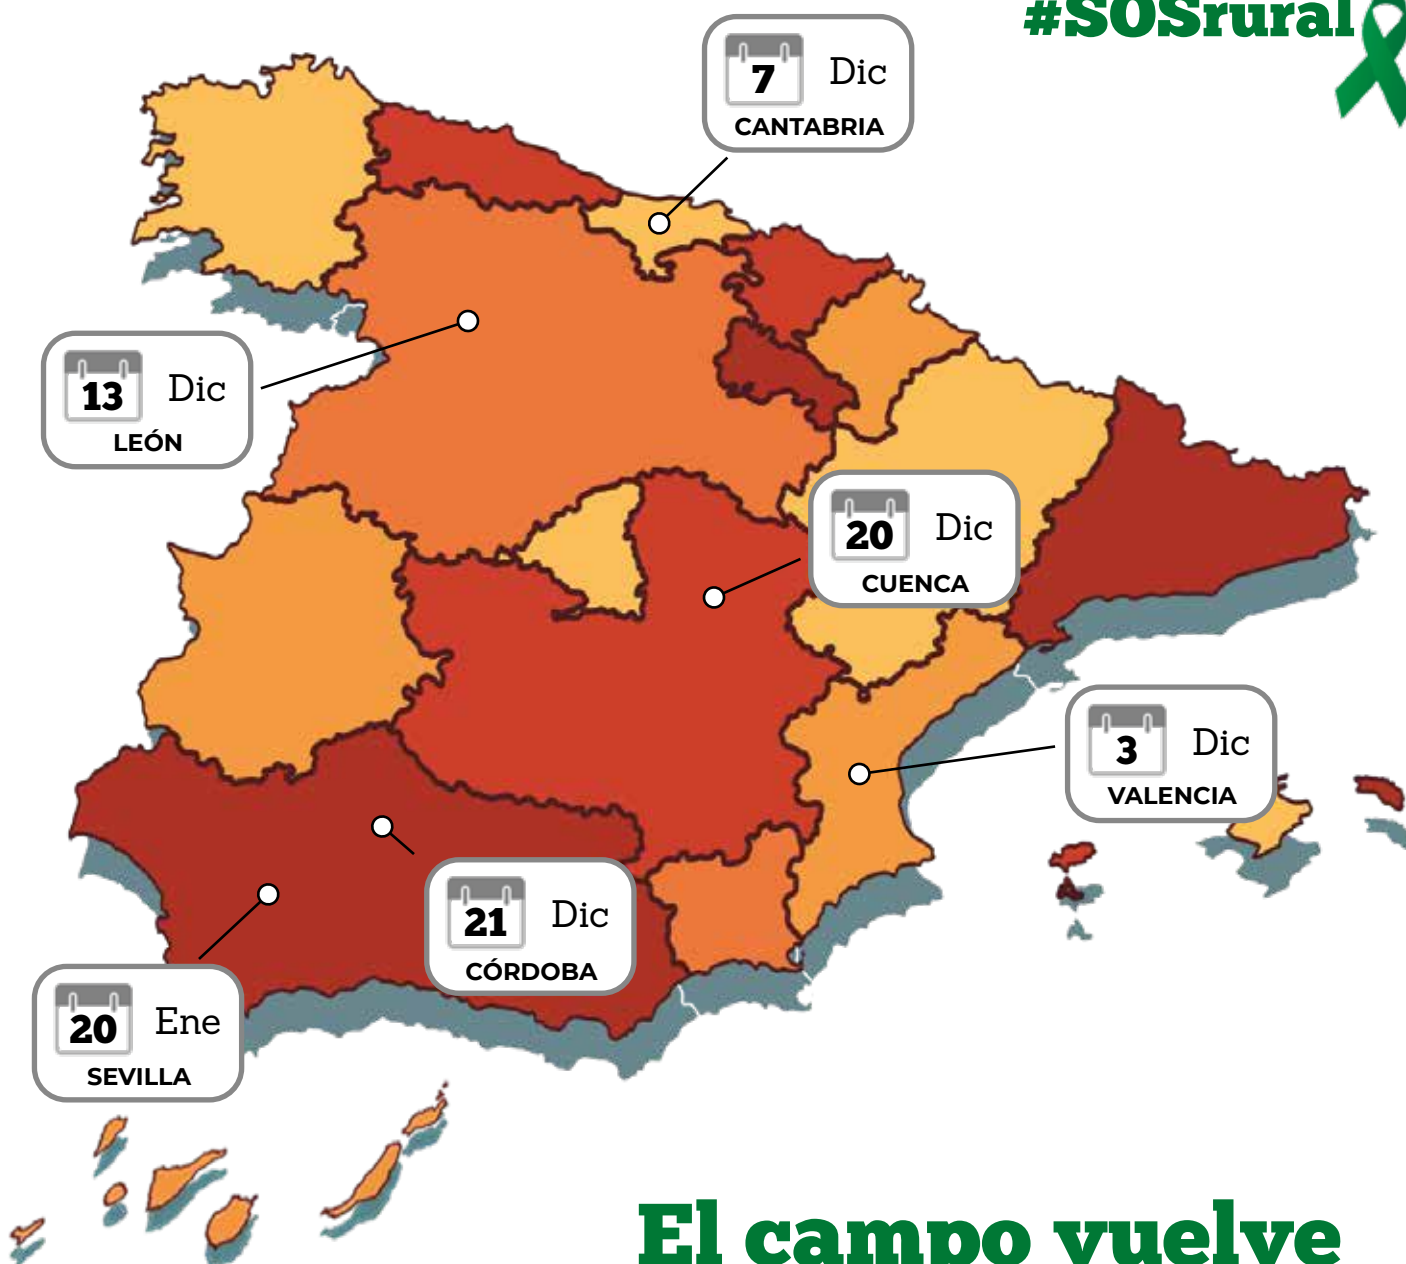 #SOSrural
7 Dic
CANTABRIA
13 Dic
LEÓN
20 Dic
CUENCA
3 Dic
VALENCIA
21 Dic
CÓRDOBA
20 Ene
SEVILLA
El campo vuelve